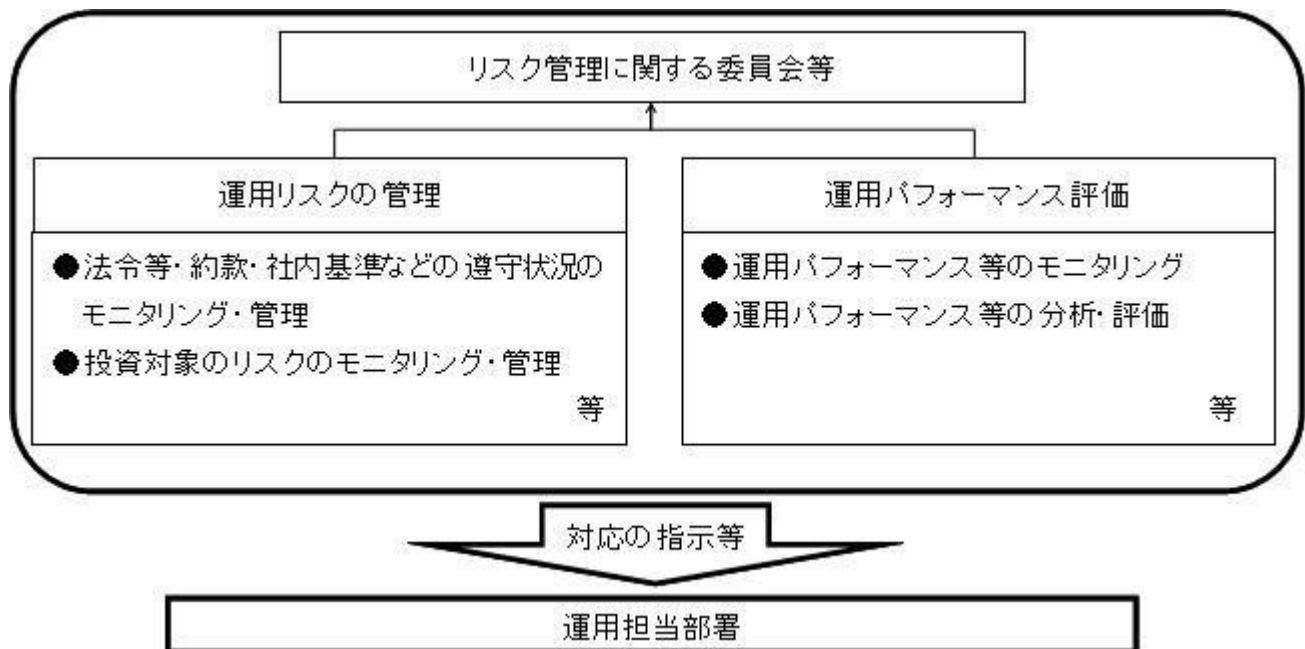 リスク管理に関する委員会等
運用リスクの管理
●法令等・約款・社内基準などの遵守状況の
モニタリング・管理
●投資対象のリスクのモニタリング・管理
等
運用パフォーマンス評価
●運用パフォーマンス等のモニタリング
●運用パフォーマンス等の分析・評価
等
対応の指示等
運用担当部署